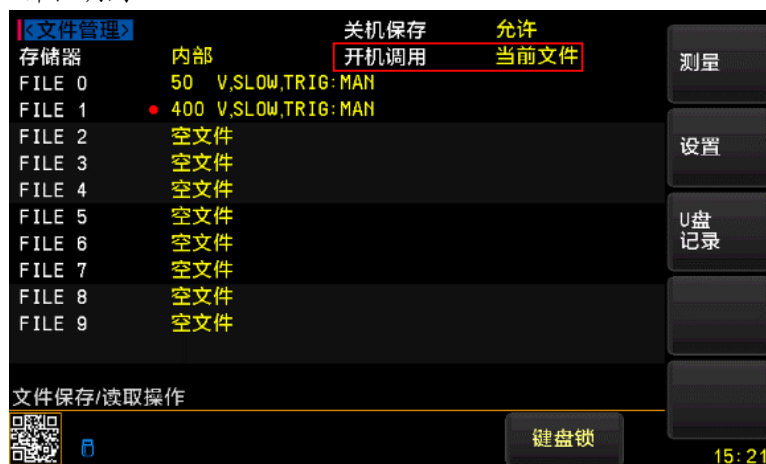 <文件管理> 关机保存 允许
存储器 内部 开机调用 当前文件
FILE 0 50 V,SLOW,TRIG:MAN
FILE 1 400 V,SLOW,TRIG:MAN
FILE 2 空文件
FILE 3 空文件
FILE 4 空文件
FILE 5 空文件
FILE 6 空文件
FILE 7 空文件
FILE 8 空文件
FILE 9 空文件
文件保存/读取操作
测量
设置
U盘
记录
键盘锁
15:21